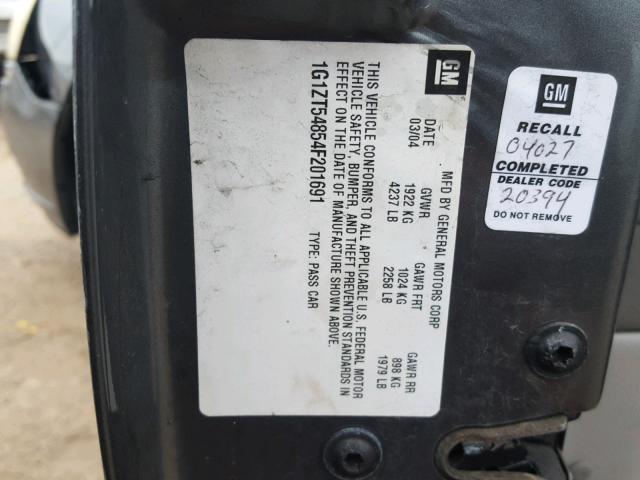 GM
MFD BY GENERAL MOTORS CORP
DATE GVWR GAWR FRT GAWR RR
03/04 1922 KG 1024 KG 898 KG
4237 LB 2258 LB 1979 LB
THIS VEHICLE CONFORMS TO ALL APPLICABLE U.S. FEDERAL MOTOR
VEHICLE SAFETY, BUMPER, AND THEFT PREVENTION STANDARDS IN
EFFECT ON THE DATE OF MANUFACTURE SHOWN ABOVE.
1G1ZT54854F201691 TYPE: PASS CAR
GM
RECALL
04027
COMPLETED
DEALER CODE
20394
DO NOT REMOVE